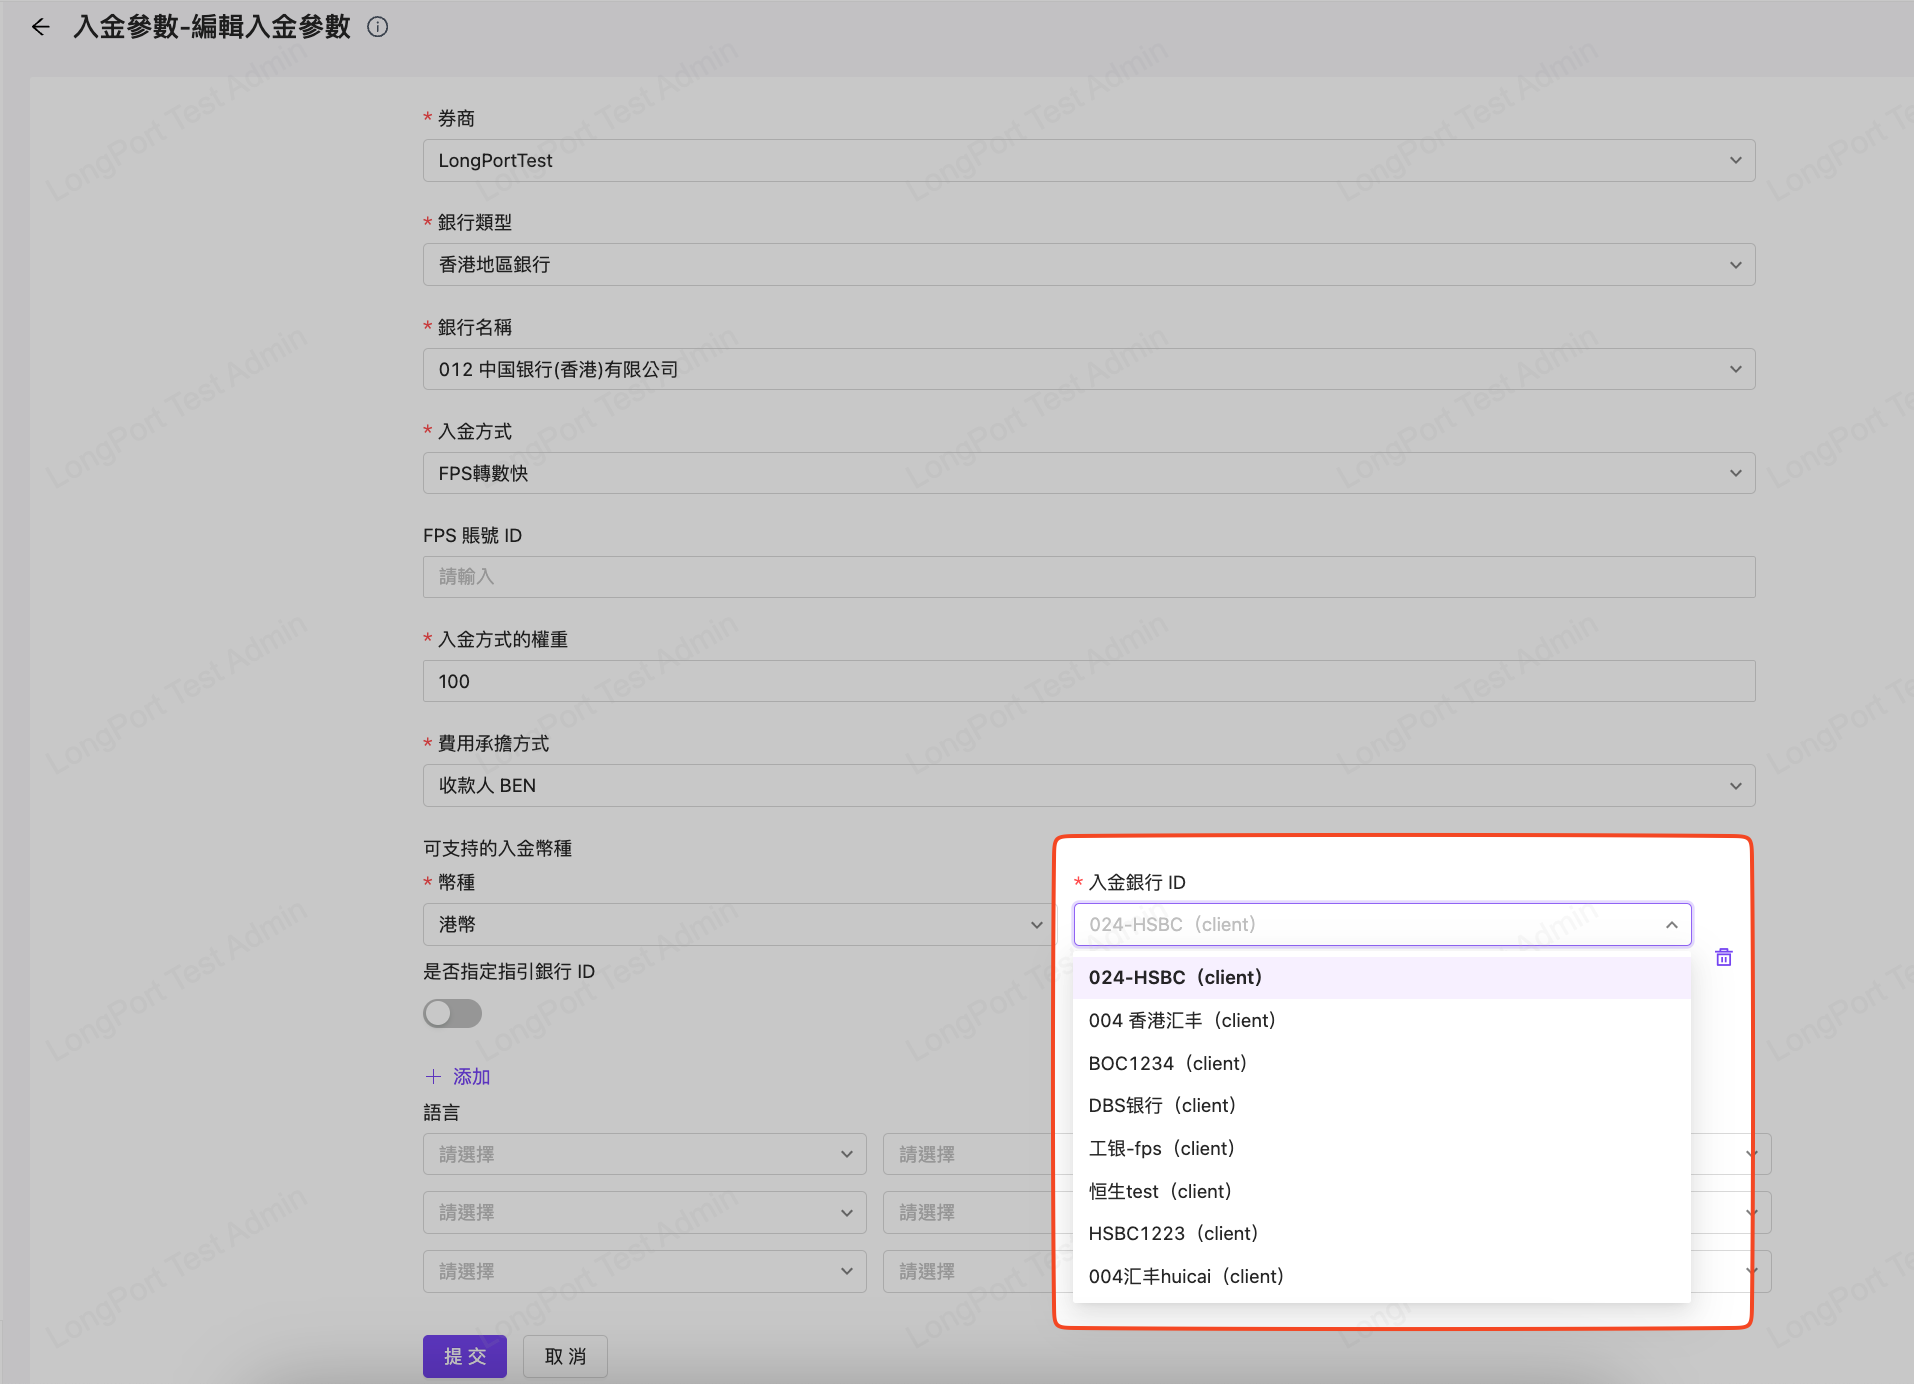 入金參數-編輯入金參數
* 券商
LongPortTest
* 銀行類型
香港地區銀行
* 銀行名稱
012 中国银行(香港)有限公司
* 入金方式
FPS轉數快
FPS 賬號 ID
請輸入
* 入金方式的權重
100
* 費用承擔方式
收款人 BEN
可支持的入金幣種
* 幣種
港幣
* 入金銀行 ID
024-HSBC（client）
024-HSBC（client）
004 香港汇丰（client）
BOC1234（client）
DBS银行（client）
工银-fps（client）
恒生test（client）
HSBC1223（client）
004汇丰huicai（client）
是否指定指引銀行 ID
+ 添加
語言
請選擇 請選擇
請選擇 請選擇
請選擇 請選擇
提 交 取 消
LongPort Test Admin